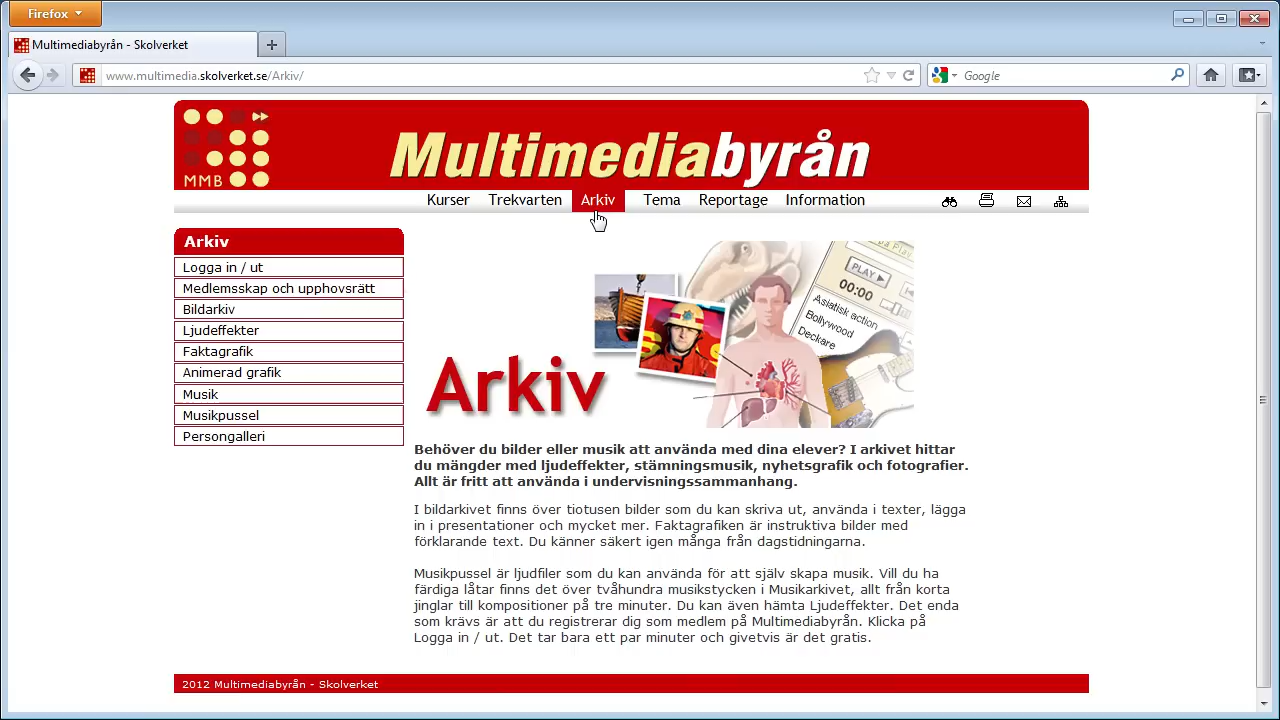 Firefox
Multimediabyrån - Skolverket
www.multimedia.skolverket.se/Arkiv/
Google
MMB
Multimediabyrån
Kurser Trekvarten Arkiv Tema Reportage Information
Arkiv
Logga in / ut
Medlemsskap och upphovsrätt
Bildarkiv
Ljudeffekter
Faktagrafik
Animerad grafik
Musik
Musikpussel
Persongalleri
PLAY
00:00
Asiatisk action
Bollywood
Deckare
Arkiv
Behöver du bilder eller musik att använda med dina elever? I arkivet hittar
du mängder med ljudeffekter, stämningsmusik, nyhetsgrafik och fotografier.
Allt är fritt att använda i undervisningssammanhang.
I bildarkivet finns över tiotusen bilder som du kan skriva ut, använda i texter, lägga
in i presentationer och mycket mer. Faktagrafiken är instruktiva bilder med
förklarande text. Du känner säkert igen många från dagstidningarna.
Musikpussel är ljudfiler som du kan använda för att själv skapa musik. Vill du ha
färdiga låtar finns det över tvåhundra musikstycken i Musikarkivet, allt från korta
jinglar till kompositioner på tre minuter. Du kan även hämta Ljudeffekter. Det enda
som krävs är att du registrerar dig som medlem på Multimediabyrån. Klicka på
Logga in / ut. Det tar bara ett par minuter och givetvis är det gratis.
2012 Multimediabyrån - Skolverket